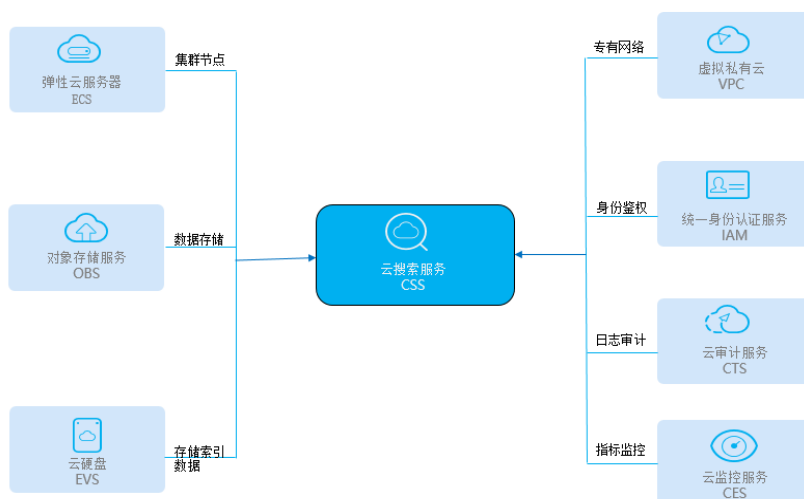 弹性云服务器
ECS
集群节点
对象存储服务
OBS
数据存储
云硬盘
EVS
存储索引
数据
云搜索服务
CSS
专有网络
虚拟私有云
VPC
身份鉴权
统一身份认证服务
IAM
日志审计
云审计服务
CTS
指标监控
云监控服务
CES